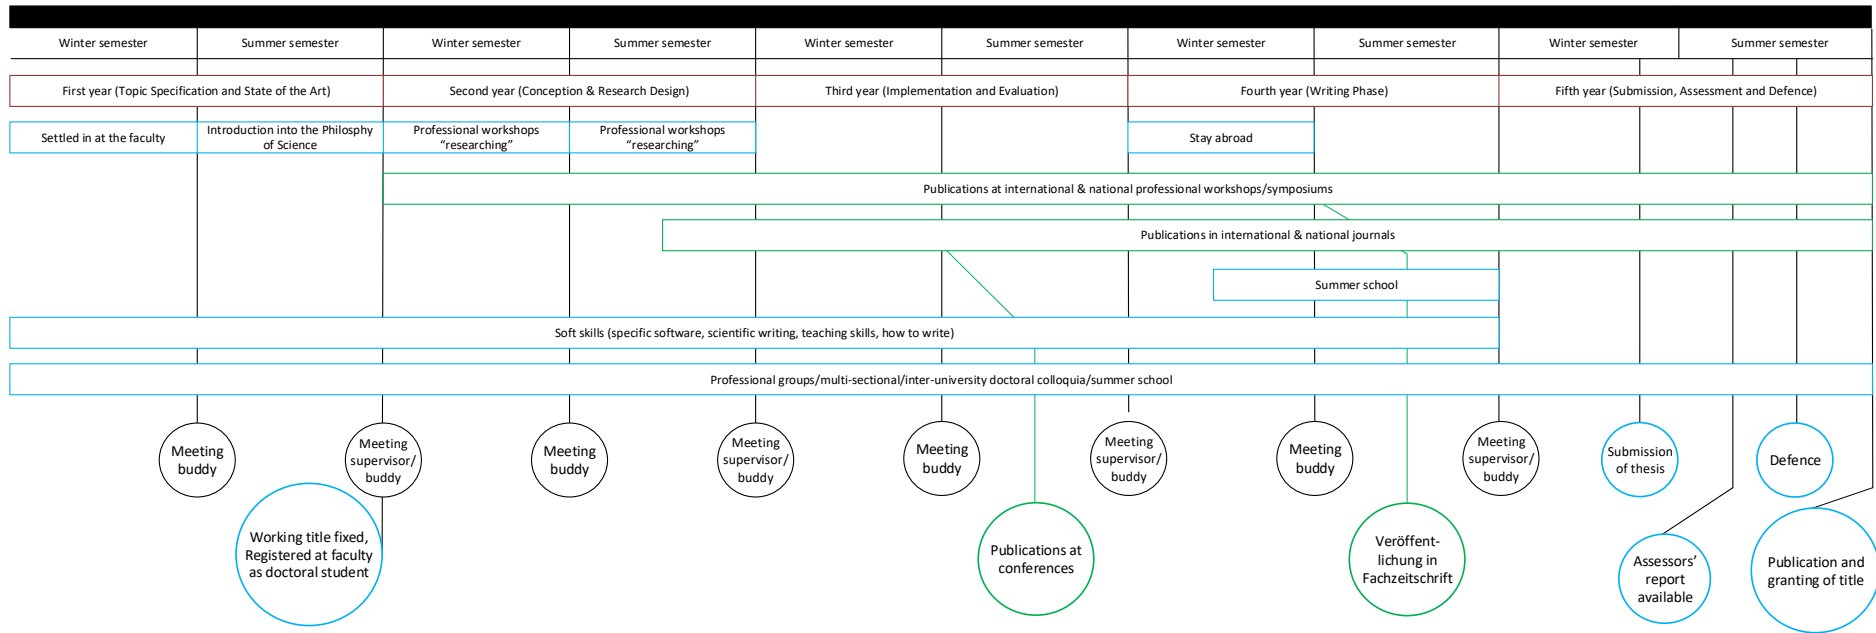 Winter semester
Summer semester
Winter semester
Summer semester
Winter semester
Summer semester
Winter semester
Summer semester
Winter semester
Summer semester
First year (Topic Specification and State of the Art)
Second year (Conception & Research Design)
Third year (Implementation and Evaluation)
Fourth year (Writing Phase)
Fifth year (Submission, Assessment and Defence)
Settled in at the faculty
Introduction into the Philosphy
of Science
Professional workshops
“researching”
Professional workshops
“researching”
Stay abroad
Publications at international & national professional workshops/symposiums
Publications in international & national journals
Summer school
Soft skills (specific software, scientific writing, teaching skills, how to write)
Professional groups/multi-sectional/inter-university doctoral colloquia/summer school
Meeting
buddy
Meeting
supervisor/
buddy
Meeting
buddy
Meeting
supervisor/
buddy
Meeting
buddy
Meeting
supervisor/
buddy
Meeting
buddy
Meeting
supervisor/
buddy
Submission
of thesis
Defence
Working title fixed,
Registered at faculty
as doctoral student
Publications at
conferences
Veröffent-
lichung in
Fachzeitschrift
Assessors’
report
available
Publication and
granting of title